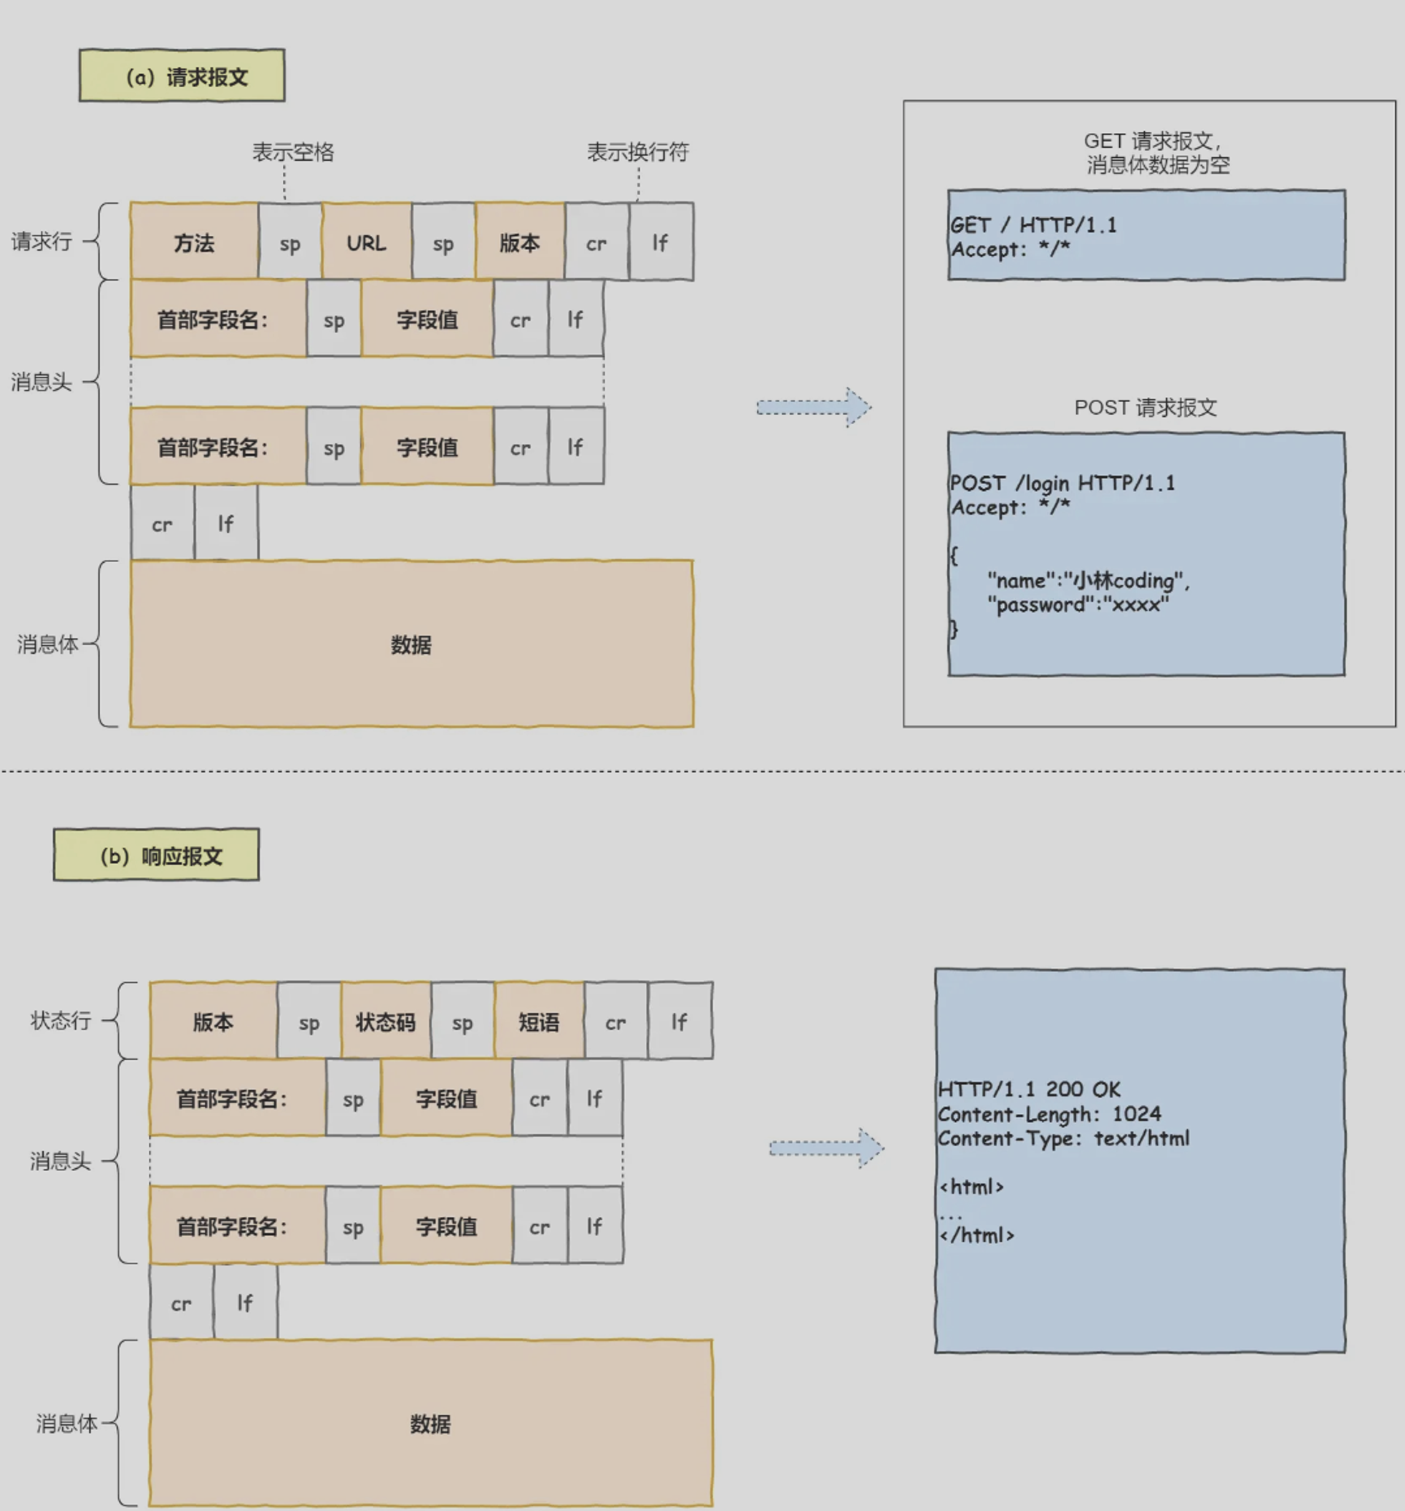 (a) 请求报文
表示空格
表示换行符
请求行
方法 sp URL sp 版本 cr lf
消息头
首部字段名: sp 字段值 cr lf
首部字段名: sp 字段值 cr lf
cr lf
消息体
数据
GET 请求报文,
消息体数据为空
GET / HTTP/1.1
Accept: */*
POST 请求报文
POST /login HTTP/1.1
Accept: */*
{
"name":"小林coding",
"password":"xxxx"
}
(b) 响应报文
状态行
版本 sp 状态码 sp 短语 cr lf
消息头
首部字段名: sp 字段值 cr lf
首部字段名: sp 字段值 cr lf
cr lf
消息体
数据
HTTP/1.1 200 OK
Content-Length: 1024
Content-Type: text/html
<html>
...
</html>